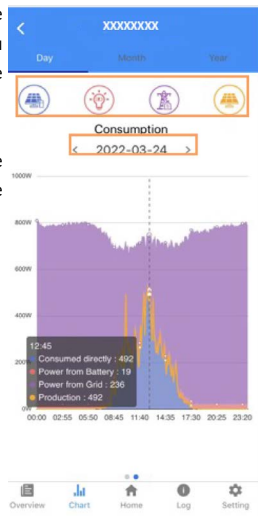 XXXXXXXX
Day Month Year
Consumption
< 2022-03-24 >
1000W
800W
600W
400W
200W
0W
12:45
Consumed directly : 492
Power from Battery : 19
Power from Grid : 236
Production : 492
00:00 02:55 05:50 08:45 11:40 14:35 17:30 20:25 23:20
Overview Chart Home Log Setting